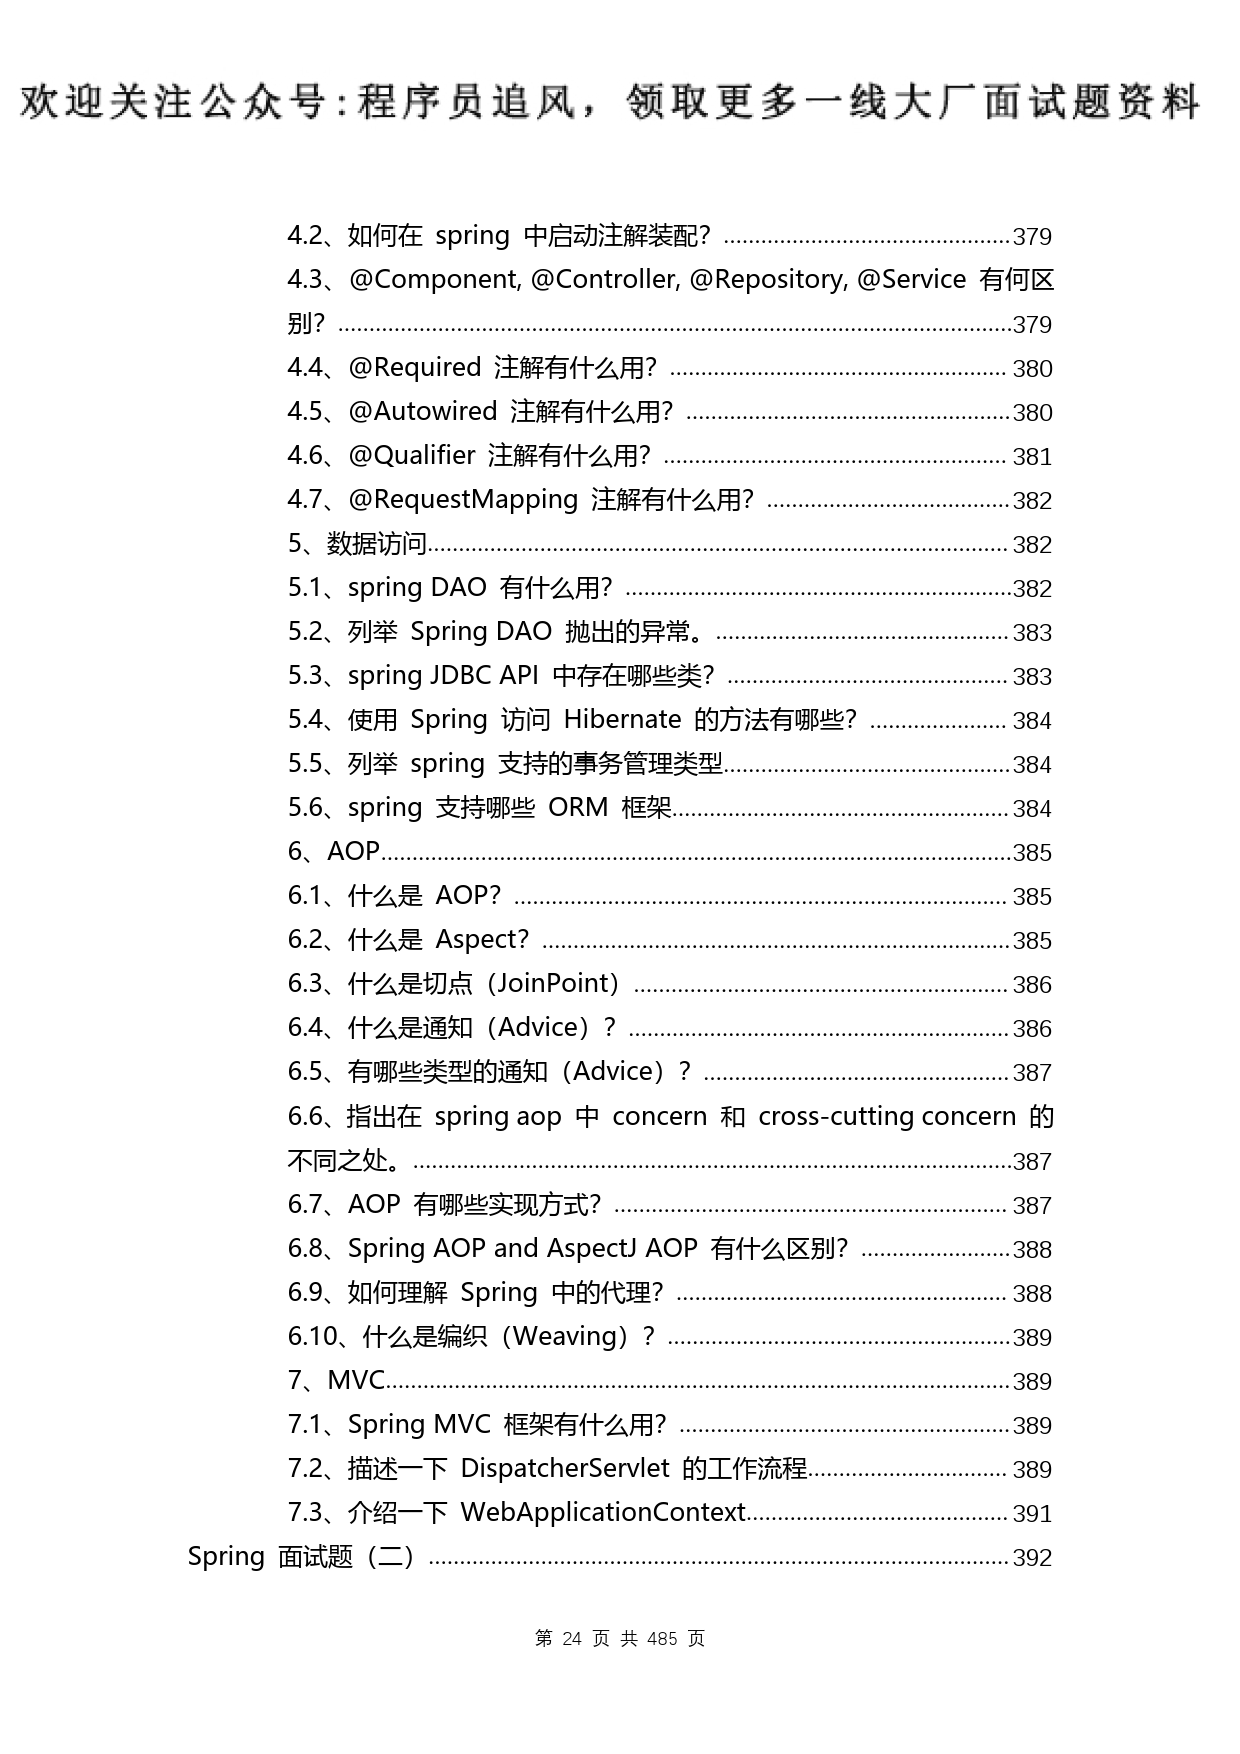 欢迎关注公众号:程序员追风，领取更多一线大厂面试题资料
4.2、如何在 spring 中启动注解装配？........379
4.3、@Component, @Controller, @Repository, @Service 有何区
别？........379
4.4、@Required 注解有什么用？........380
4.5、@Autowired 注解有什么用？........380
4.6、@Qualifier 注解有什么用？........381
4.7、@RequestMapping 注解有什么用？........382
5、数据访问........382
5.1、spring DAO 有什么用？........382
5.2、列举 Spring DAO 抛出的异常。........383
5.3、spring JDBC API 中存在哪些类？........383
5.4、使用 Spring 访问 Hibernate 的方法有哪些？........384
5.5、列举 spring 支持的事务管理类型........384
5.6、spring 支持哪些 ORM 框架........384
6、AOP........385
6.1、什么是 AOP？........385
6.2、什么是 Aspect？........385
6.3、什么是切点（JoinPoint）........386
6.4、什么是通知（Advice）？........386
6.5、有哪些类型的通知（Advice）？........387
6.6、指出在 spring aop 中 concern 和 cross-cutting concern 的
不同之处。........387
6.7、AOP 有哪些实现方式？........387
6.8、Spring AOP and AspectJ AOP 有什么区别？........388
6.9、如何理解 Spring 中的代理？........388
6.10、什么是编织（Weaving）？........389
7、MVC........389
7.1、Spring MVC 框架有什么用？........389
7.2、描述一下 DispatcherServlet 的工作流程........389
7.3、介绍一下 WebApplicationContext........391
Spring 面试题（二）........392
第 24 页 共 485 页